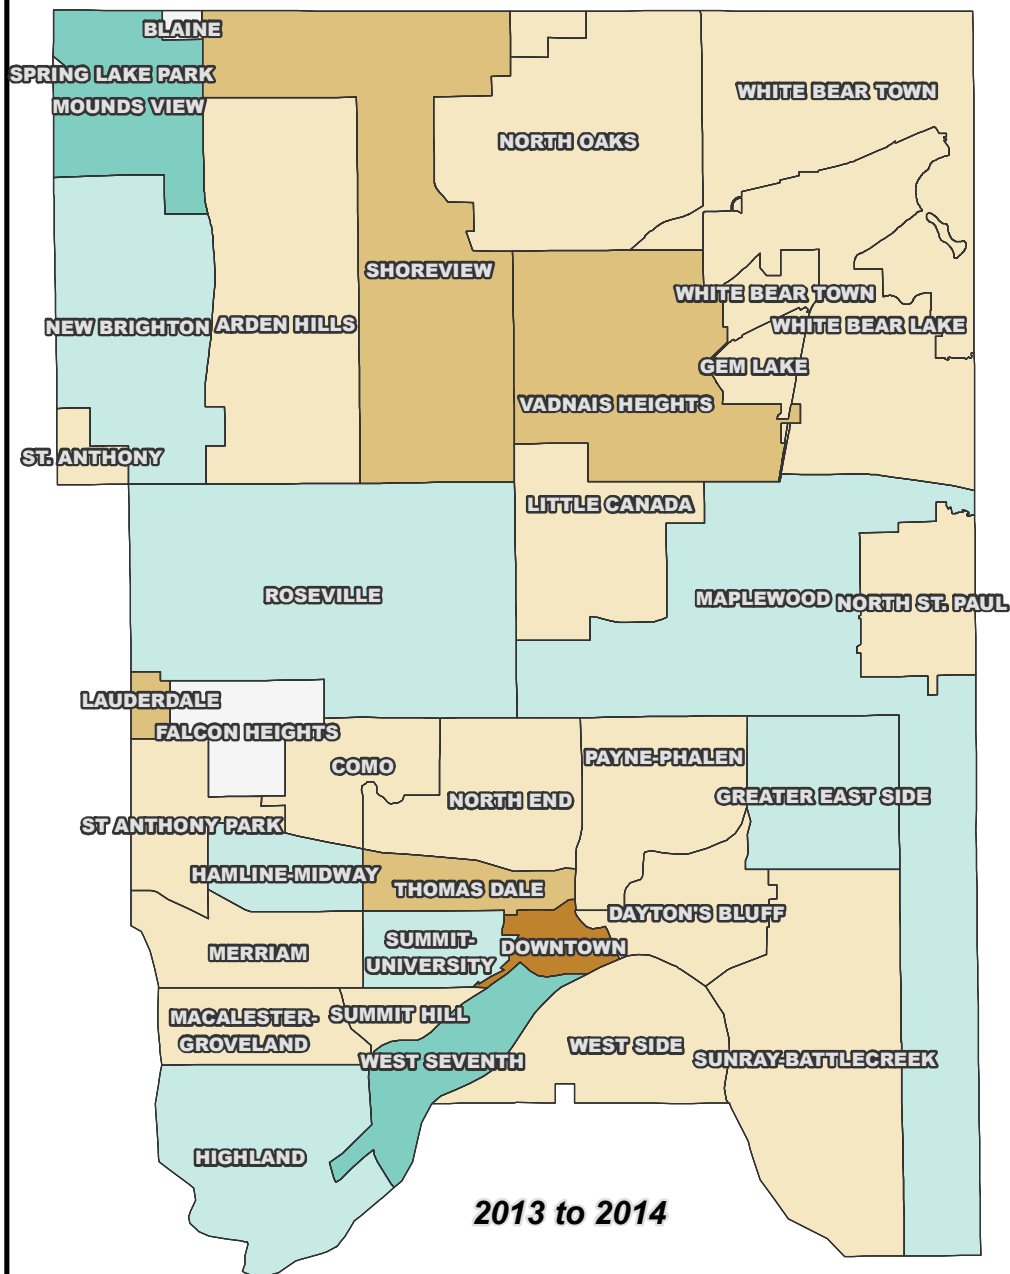 BLAINE
SPRING LAKE PARK
MOUNDS VIEW
WHITE BEAR TOWN
NORTH OAKS
SHOREVIEW
WHITE BEAR TOWN
NEW BRIGHTON
ARDEN HILLS
WHITE BEAR LAKE
GEM LAKE
VADNAIS HEIGHTS
ST. ANTHONY
LITTLE CANADA
ROSEVILLE
MAPLEWOOD
NORTH ST. PAUL
LAUDERDALE
FALCON HEIGHTS
COMO
PAYNE-PHALEN
NORTH END
GREATER EAST SIDE
ST ANTHONY PARK
HAMLINE-MIDWAY
THOMAS DALE
DAYTON'S BLUFF
MERRIAM
SUMMIT-
UNIVERSITY
DOWNTOWN
MACALESTER-
GROVELAND
SUMMIT HILL
WEST SEVENTH
WEST SIDE
SUNRAY-BATTLECREEK
HIGHLAND
2013 to 2014